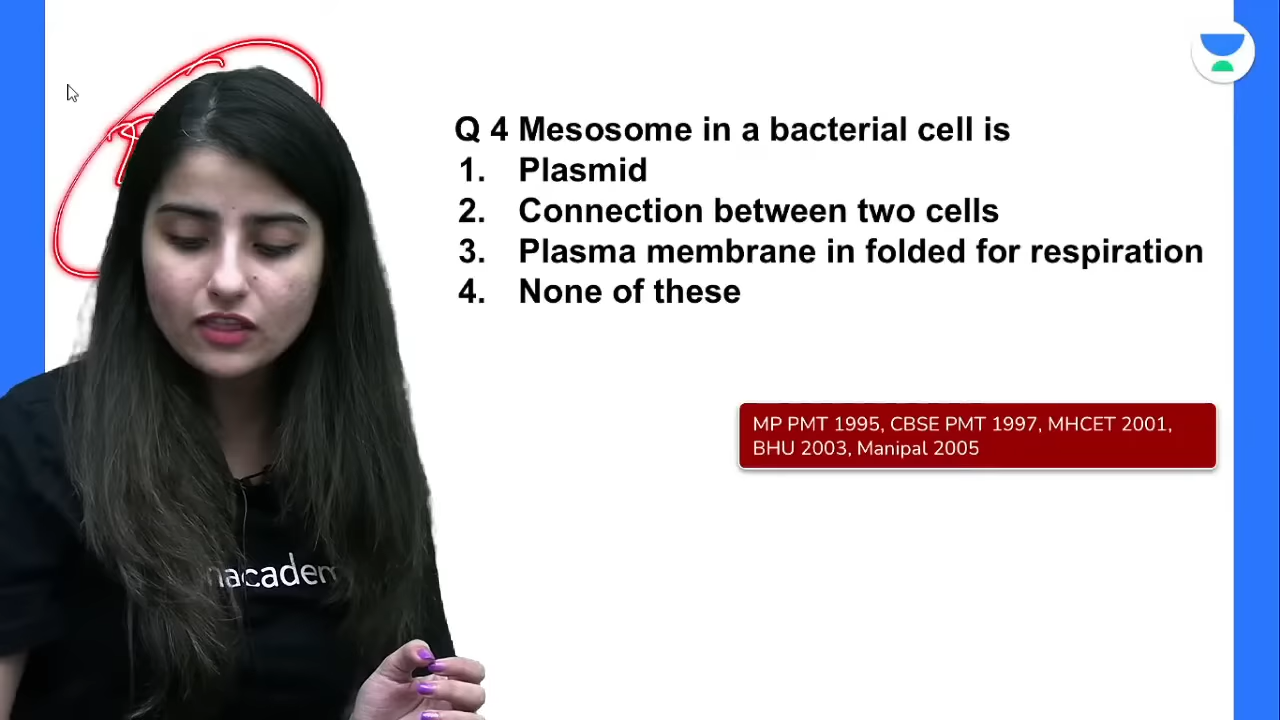 Q 4 Mesosome in a bacterial cell is
1. Plasmid
2. Connection between two cells
3. Plasma membrane in folded for respiration
4. None of these
MP PMT 1995, CBSE PMT 1997, MHCET 2001,
BHU 2003, Manipal 2005